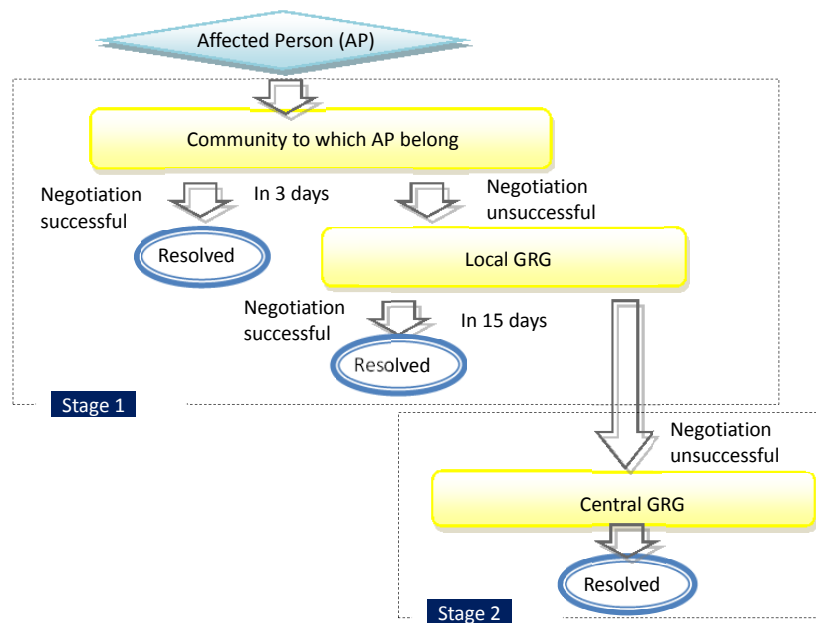 Affected Person (AP)
Community to which AP belong
Negotiation
successful
In 3 days
Negotiation
unsuccessful
Resolved
Local GRG
Negotiation
successful
In 15 days
Resolved
Stage 1
Negotiation
unsuccessful
Central GRG
Resolved
Stage 2